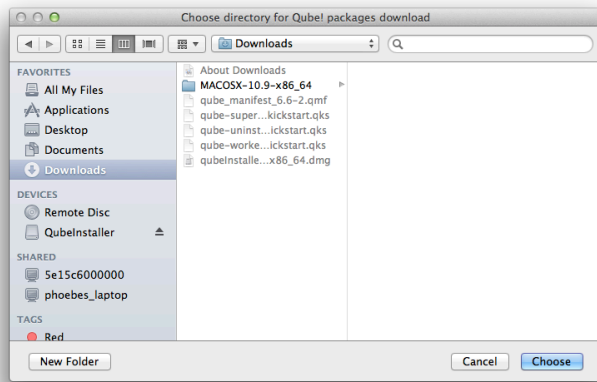 Choose directory for Qube! packages download
Downloads
FAVORITES
All My Files
Applications
Desktop
Documents
Downloads
DEVICES
Remote Disc
QubeInstaller
SHARED
5e15c6000000
phoebes_laptop
TAGS
Red
About Downloads
MACOSX-10.9-x86_64
qube_manifest_6.6-2.qmf
qube-super...kickstart.qks
qube-uninst...ickstart.qks
qube-worke...ickstart.qks
qubeInstalle...x86_64.dmg
New Folder
Cancel
Choose